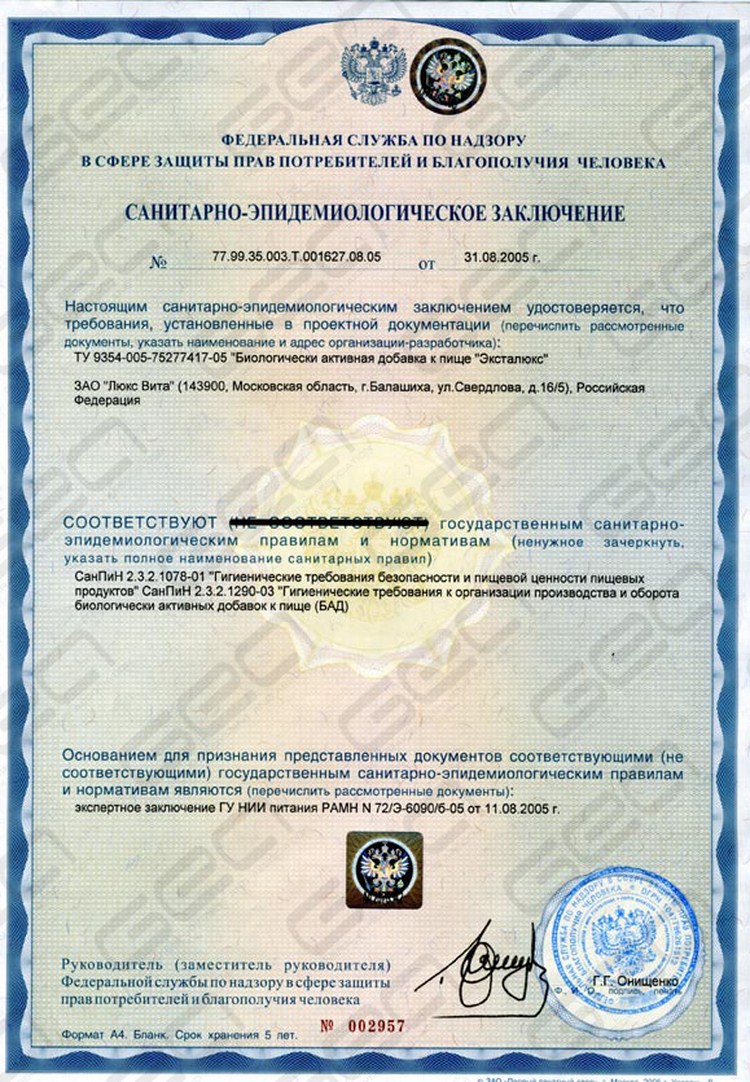 ФЕДЕРАЛЬНАЯ СЛУЖБА ПО НАДЗОРУ
В СФЕРЕ ЗАЩИТЫ ПРАВ ПОТРЕБИТЕЛЕЙ И БЛАГОПОЛУЧИЯ ЧЕЛОВЕКА
САНИТАРНО-ЭПИДЕМИОЛОГИЧЕСКОЕ ЗАКЛЮЧЕНИЕ
№ 77.99.35.003.Т.001627.08.05 от 31.08.2005 г.
Настоящим санитарно-эпидемиологическим заключением удостоверяется, что
требования, установленные в проектной документации (перечислить рассмотренные
документы, указать наименование и адрес организации-разработчика):
ТУ 9354-005-75277417-05 "Биологически активная добавка к пище "Эксталюкс"
ЗАО "Люкс Вита" (143900, Московская область, г.Балашиха, ул.Свердлова, д.16/5), Российская
Федерация
СООТВЕТСТВУЮТ (НЕ СООТВЕТСТВУЮТ) государственным санитарно-
эпидемиологическим правилам и нормативам (ненужное зачеркнуть,
указать полное наименование санитарных правил)
СанПиН 2.3.2.1078-01 "Гигиенические требования безопасности и пищевой ценности пищевых
продуктов" СанПиН 2.3.2.1290-03 "Гигиенические требования к организации производства и оборота
биологически активных добавок к пище (БАД)
Основанием для признания представленных документов соответствующими (не
соответствующими) государственным санитарно-эпидемиологическим правилам
и нормативам являются (перечислить рассмотренные документы):
экспертное заключение ГУ НИИ питания РАМН N 72/Э-6090/б-05 от 11.08.2005 г.
Руководитель (заместитель руководителя)
Федеральной службы по надзору в сфере защиты
прав потребителей и благополучия человека
Г.Г. Онищенко
№ 002957
Формат А4. Бланк. Срок хранения 5 лет.